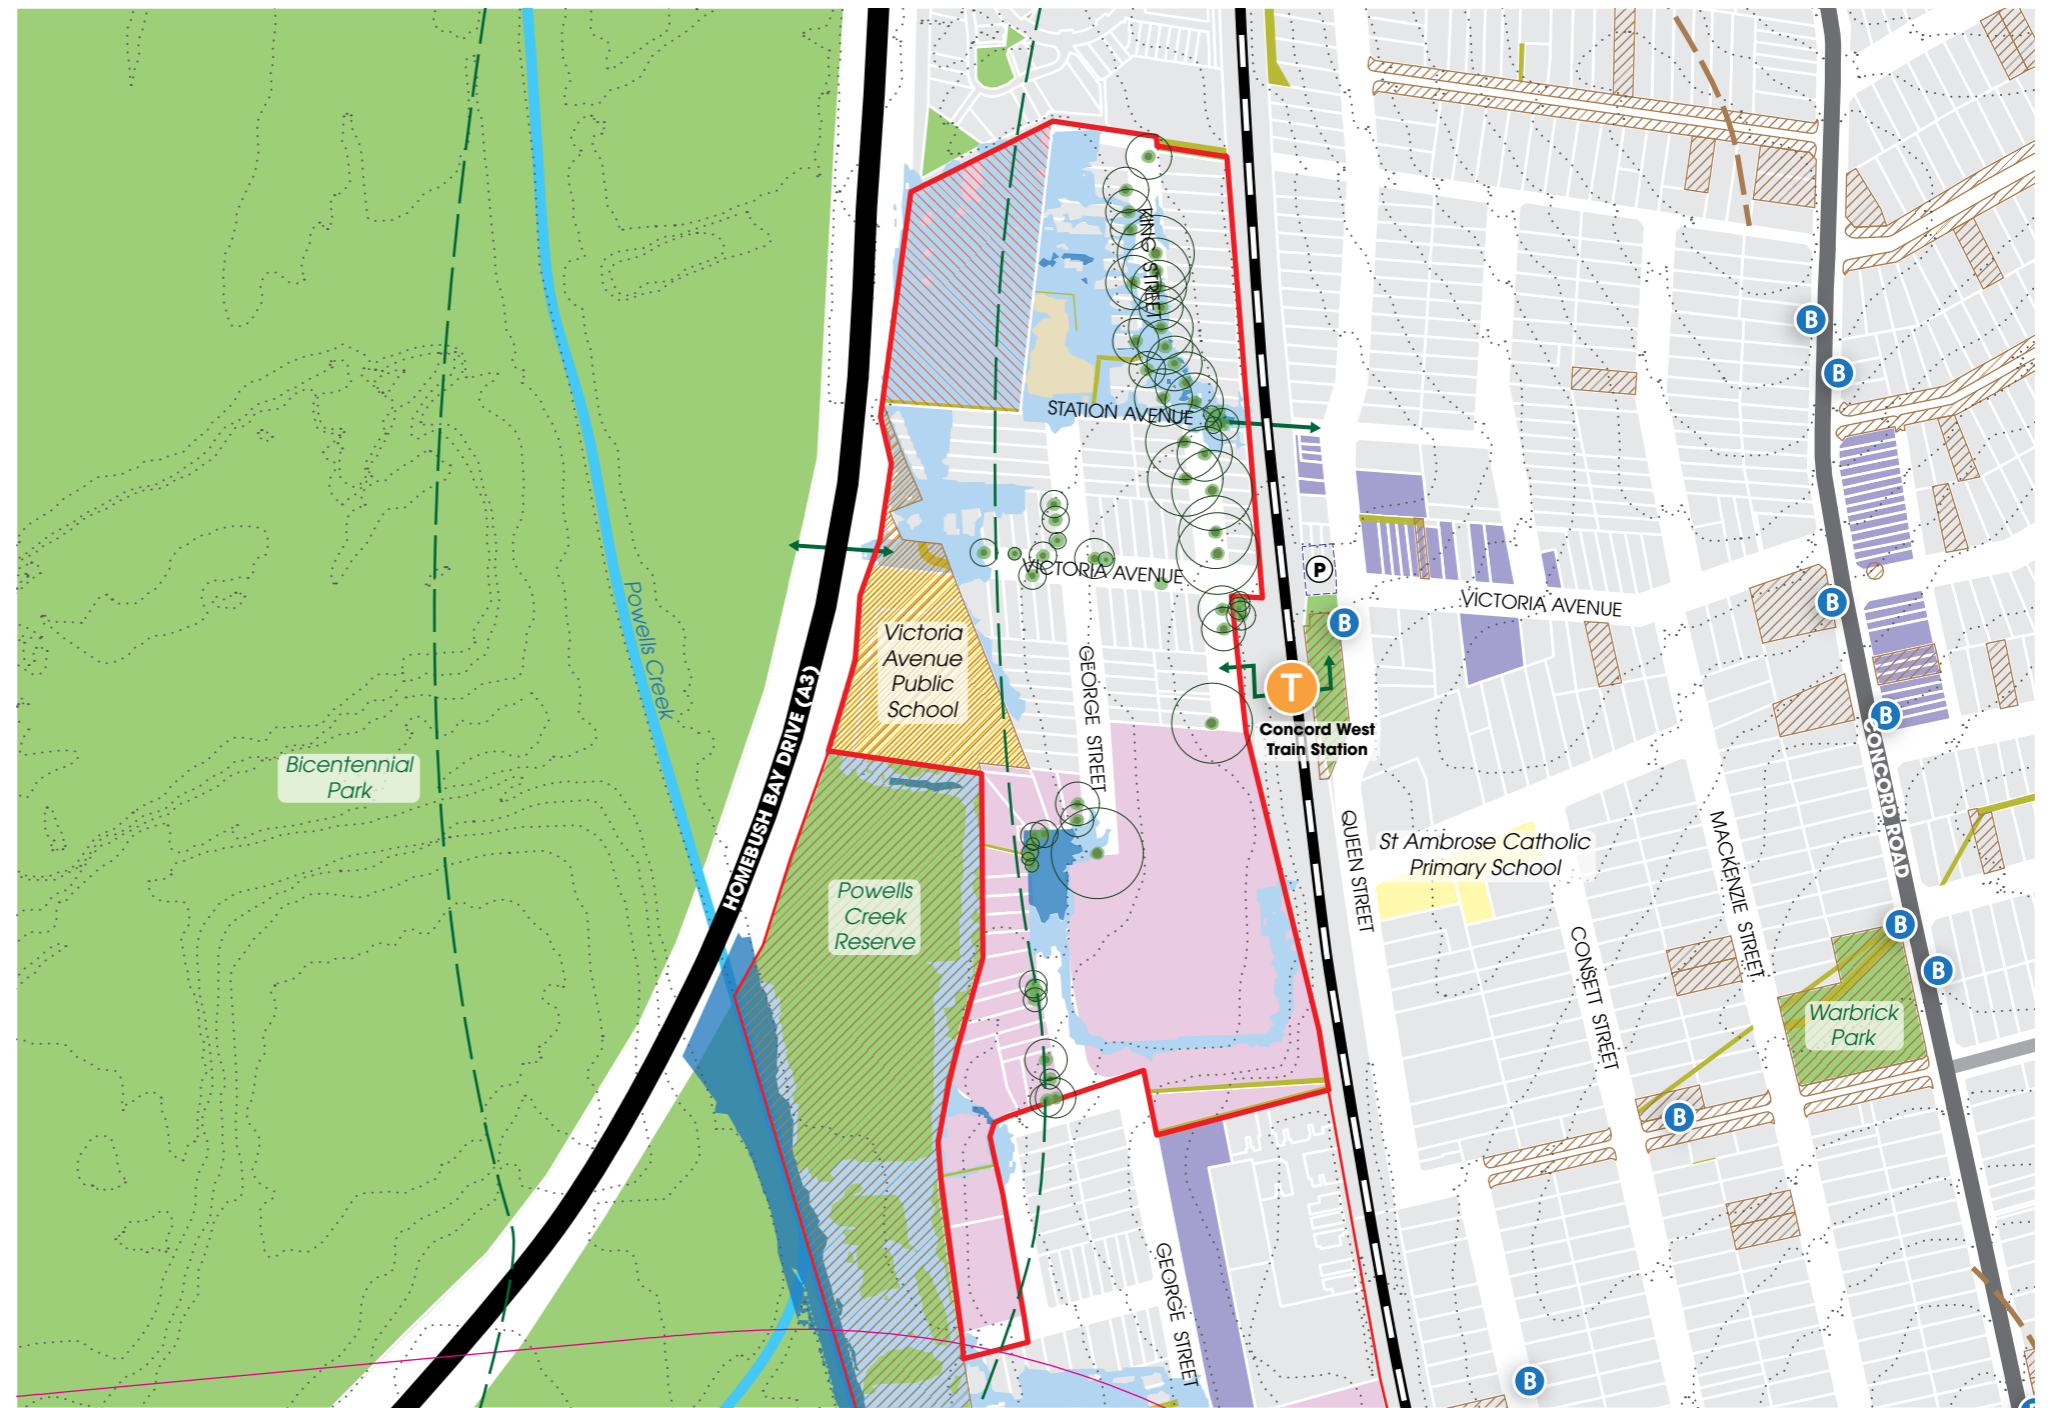 KING STREET
B
B
STATION AVENUE
VICTORIA AVENUE
P
VICTORIA AVENUE
B
B
Powells Creek
Victoria
Avenue
Public
School
GEORGE STREET
T
Concord West
Train Station
B
CONCORD ROAD
HOMEBUSH BAY DRIVE (A3)
Bicentennial
Park
Powells
Creek
Reserve
QUEEN STREET
St Ambrose Catholic
Primary School
MACKENZIE STREET
CONSETT STREET
B
B
Warbrick
Park
B
GEORGE STREET
B